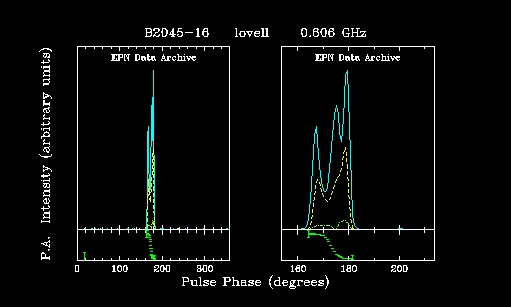 B2045-16 lovell 0.606 GHz
EPN Data Archive EPN Data Archive
P.A. Intensity (arbitrary units)
0 100 200 300 160 180 200
Pulse Phase (degrees)